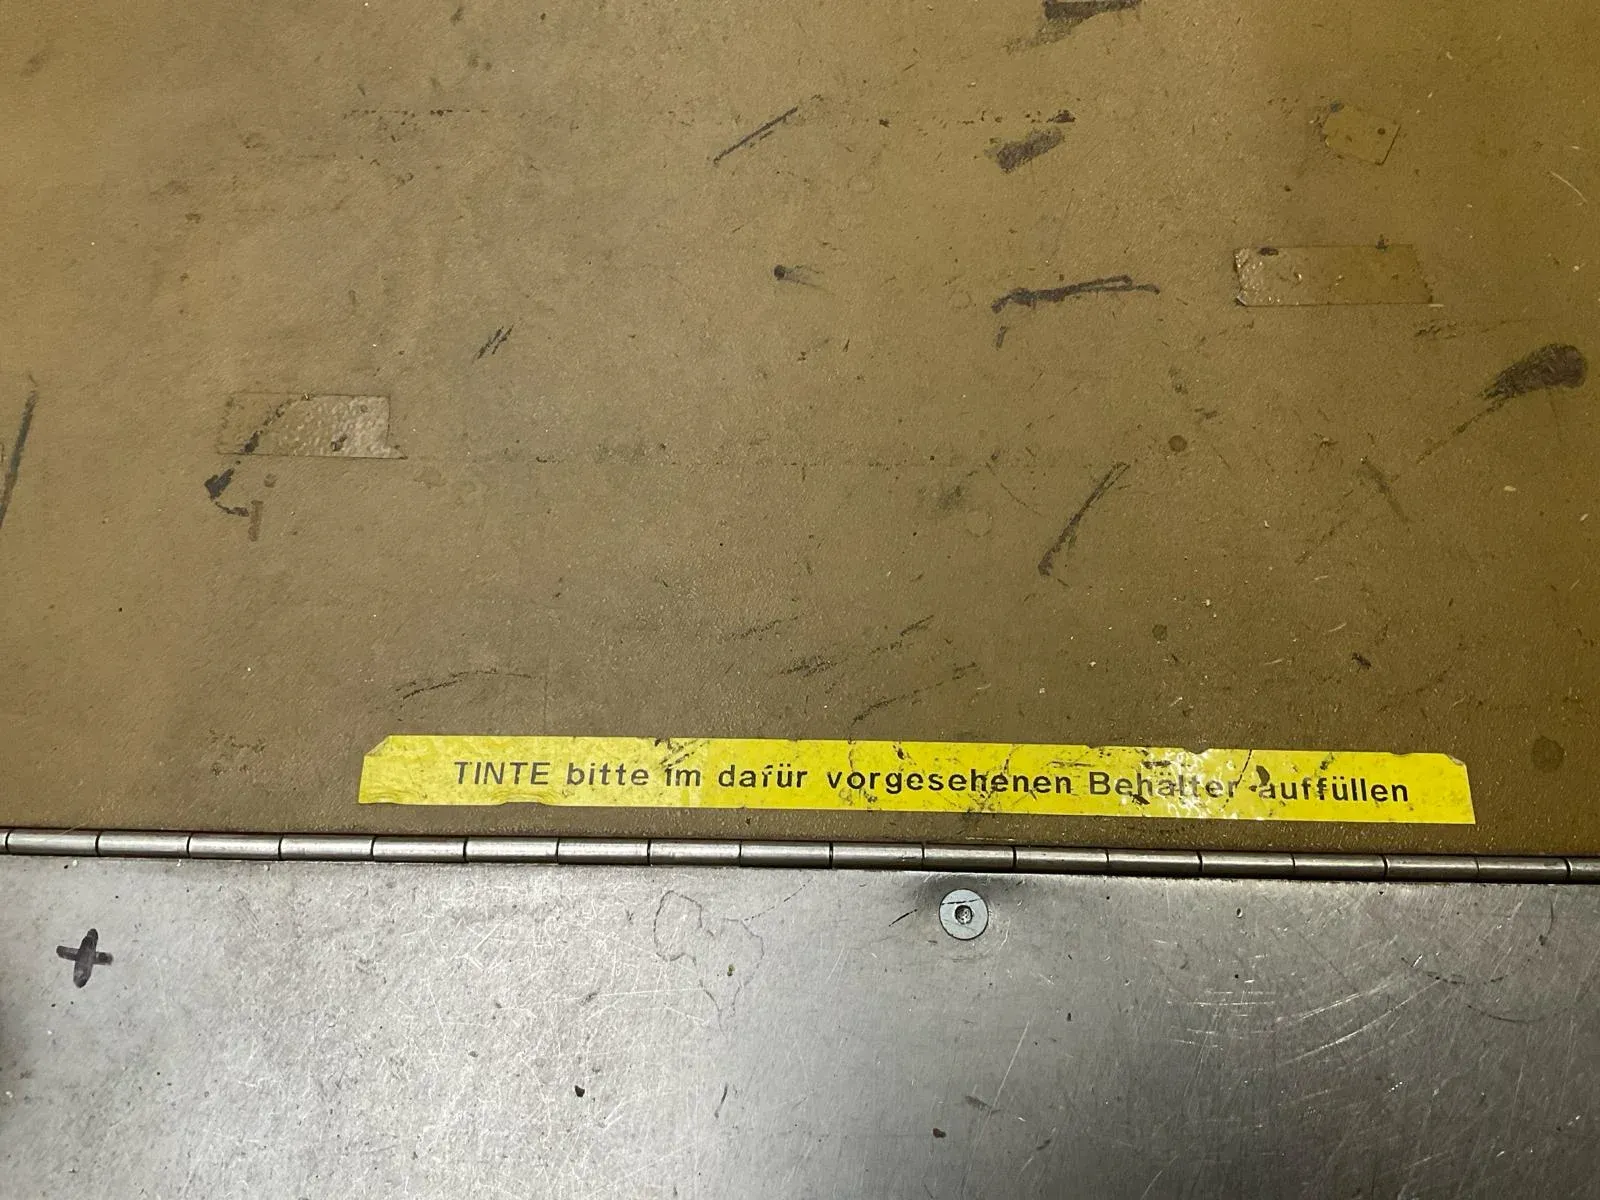 TINTE bitte im dafür vorgesehenen Behälter auffüllen